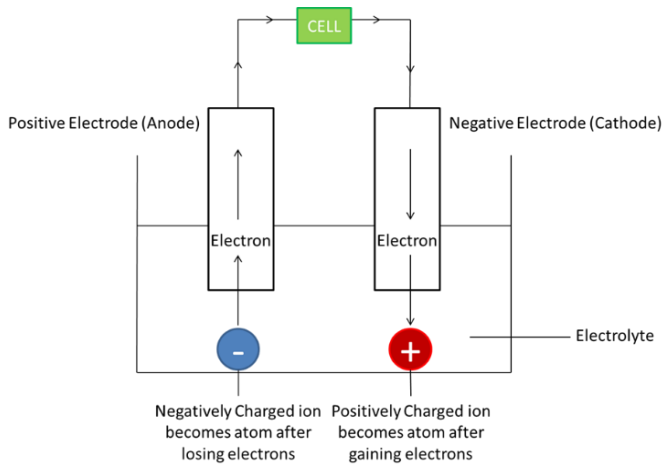 CELL
Positive Electrode (Anode)
Negative Electrode (Cathode)
Electron
Electron
-
+
Electrolyte
Negatively Charged ion
becomes atom after
losing electrons
Positively Charged ion
becomes atom after
gaining electrons